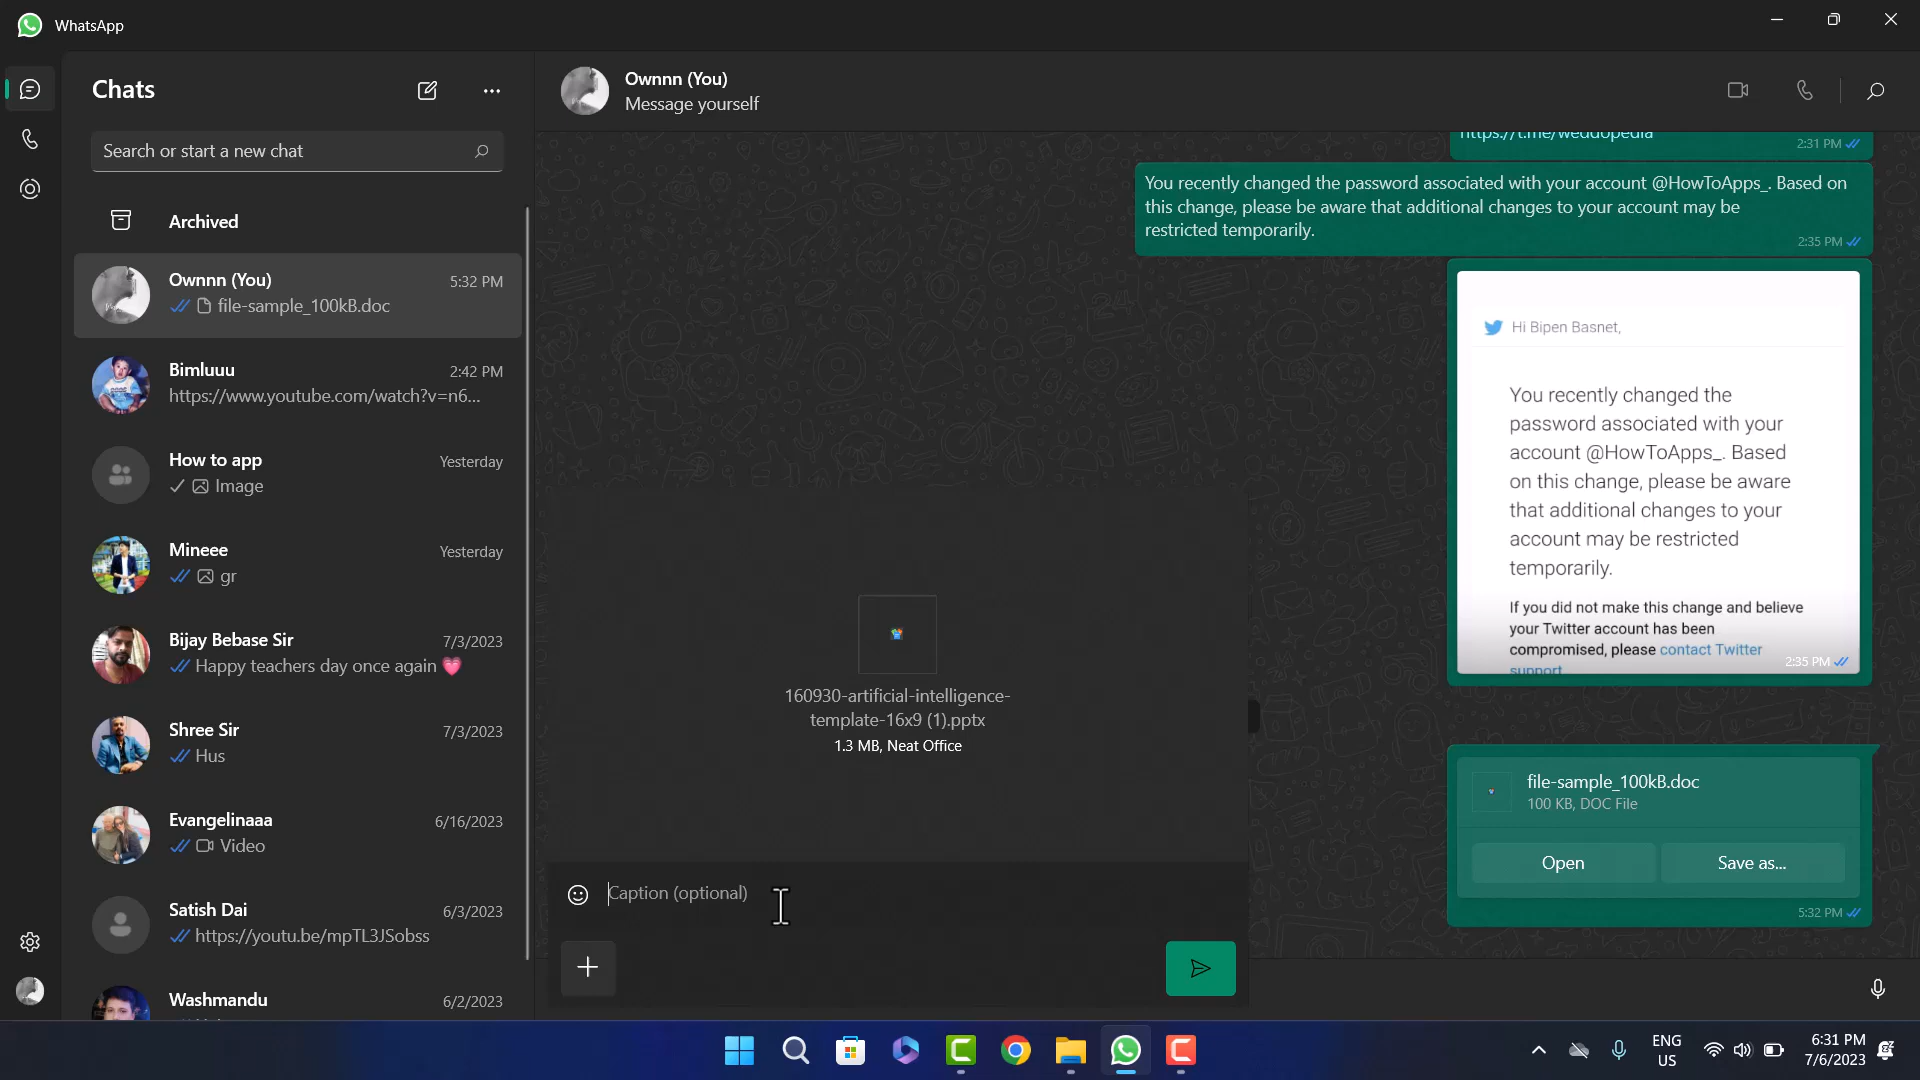 WhatsApp
Chats
Search or start a new chat
Archived
Ownnn (You)
5:32 PM
file-sample_100kB.doc
Bimluuu
2:42 PM
https://www.youtube.com/watch?v=n6...
How to app
Yesterday
Image
Mineee
Yesterday
gr
Bijay Bebase Sir
7/3/2023
Happy teachers day once again
Shree Sir
7/3/2023
Hus
Evangelinaaa
6/16/2023
Video
Satish Dai
6/3/2023
https://youtu.be/mpTL3JSobss
Washmandu
6/2/2023
Ownnn (You)
Message yourself
https://t.me/weddopedia
2:31 PM
You recently changed the password associated with your account @HowToApps_. Based on
this change, please be aware that additional changes to your account may be
restricted temporarily.
2:35 PM
Hi Bipen Basnet,
You recently changed the
password associated with your
account @HowToApps_. Based
on this change, please be aware
that additional changes to your
account may be restricted
temporarily.
If you did not make this change and believe
your Twitter account has been
compromised, please contact Twitter
support
2:35 PM
160930-artificial-intelligence-
template-16x9 (1).pptx
1.3 MB, Neat Office
file-sample_100kB.doc
100 KB, DOC File
Open
Save as...
5:32 PM
Caption (optional)
ENG
US
6:31 PM
7/6/2023